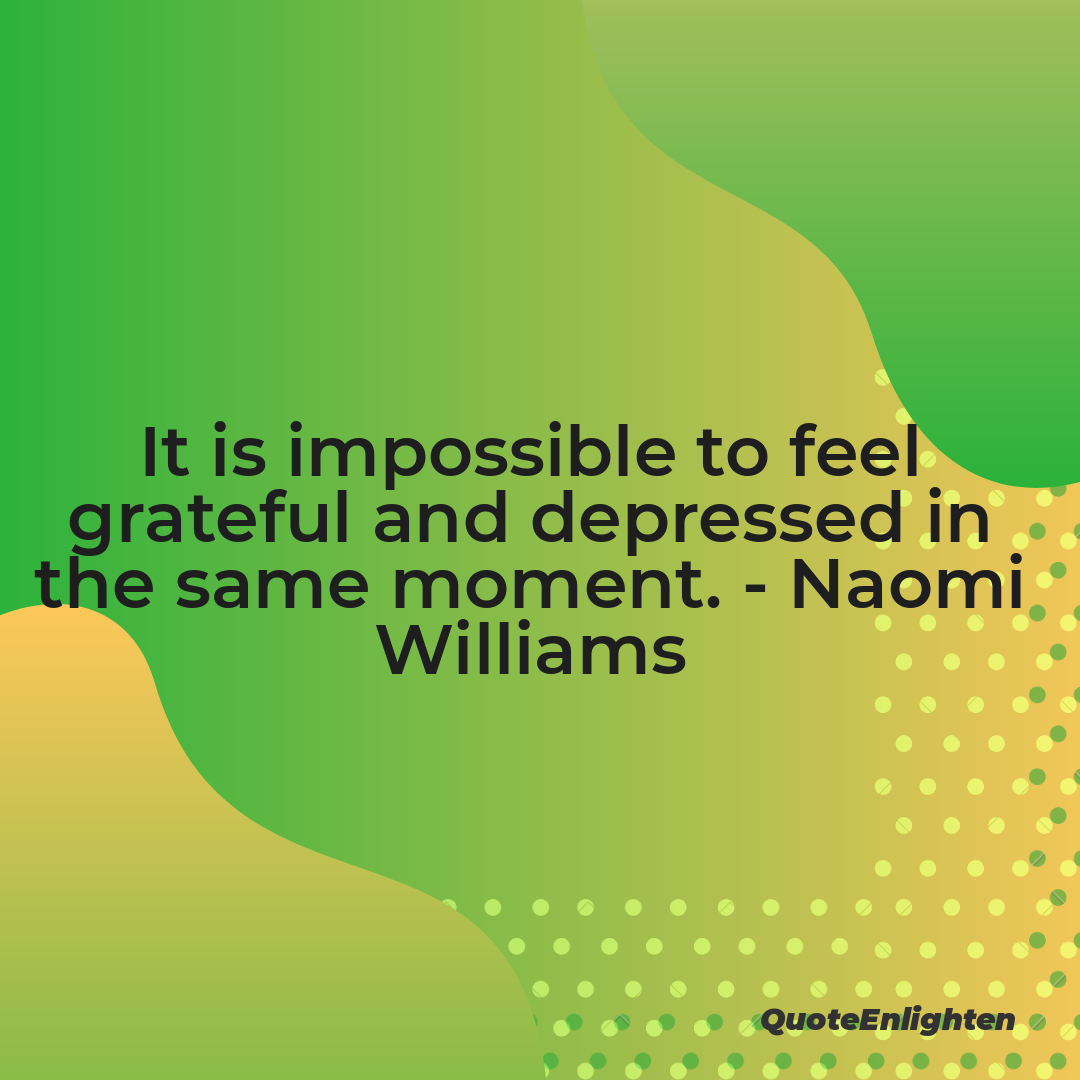 It is impossible to feel
grateful and depressed in
the same moment. - Naomi
Williams
QuoteEnlighten